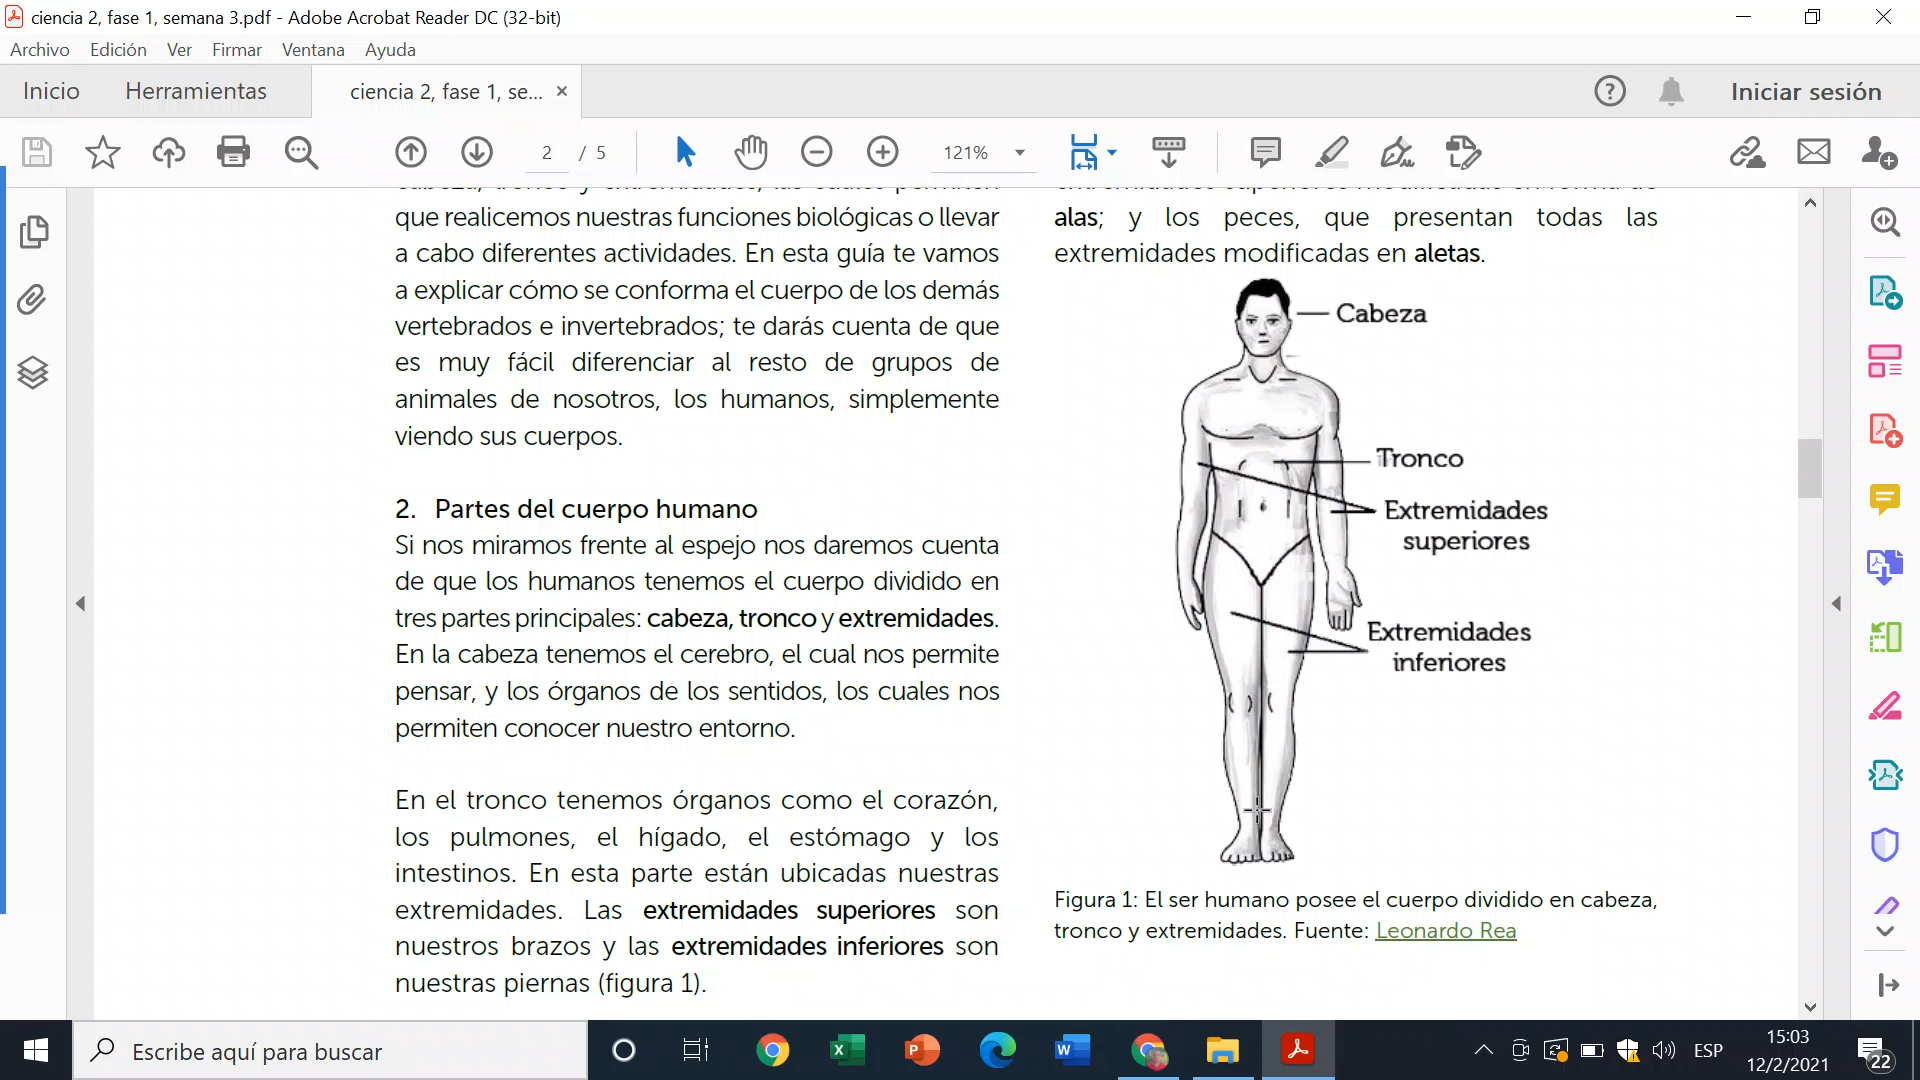 ciencia 2, fase 1, semana 3.pdf - Adobe Acrobat Reader DC (32-bit)
Archivo Edición Ver Firmar Ventana Ayuda
Inicio Herramientas ciencia 2, fase 1, se... × Iniciar sesión
2 / 5 121%
que realicemos nuestras funciones biológicas o llevar
a cabo diferentes actividades. En esta guía te vamos
a explicar cómo se conforma el cuerpo de los demás
vertebrados e invertebrados; te darás cuenta de que
es muy fácil diferenciar al resto de grupos de
animales de nosotros, los humanos, simplemente
viendo sus cuerpos.
2. Partes del cuerpo humano
Si nos miramos frente al espejo nos daremos cuenta
de que los humanos tenemos el cuerpo dividido en
tres partes principales: cabeza, tronco y extremidades.
En la cabeza tenemos el cerebro, el cual nos permite
pensar, y los órganos de los sentidos, los cuales nos
permiten conocer nuestro entorno.
En el tronco tenemos órganos como el corazón,
los pulmones, el hígado, el estómago y los
intestinos. En esta parte están ubicadas nuestras
extremidades. Las extremidades superiores son
nuestros brazos y las extremidades inferiores son
nuestras piernas (figura 1).
alas; y los peces, que presentan todas las
extremidades modificadas en aletas.
Cabeza
Tronco
Extremidades
superiores
Extremidades
inferiores
Figura 1: El ser humano posee el cuerpo dividido en cabeza,
tronco y extremidades. Fuente: Leonardo Rea
Escribe aquí para buscar
ESP
15:03
12/2/2021
22